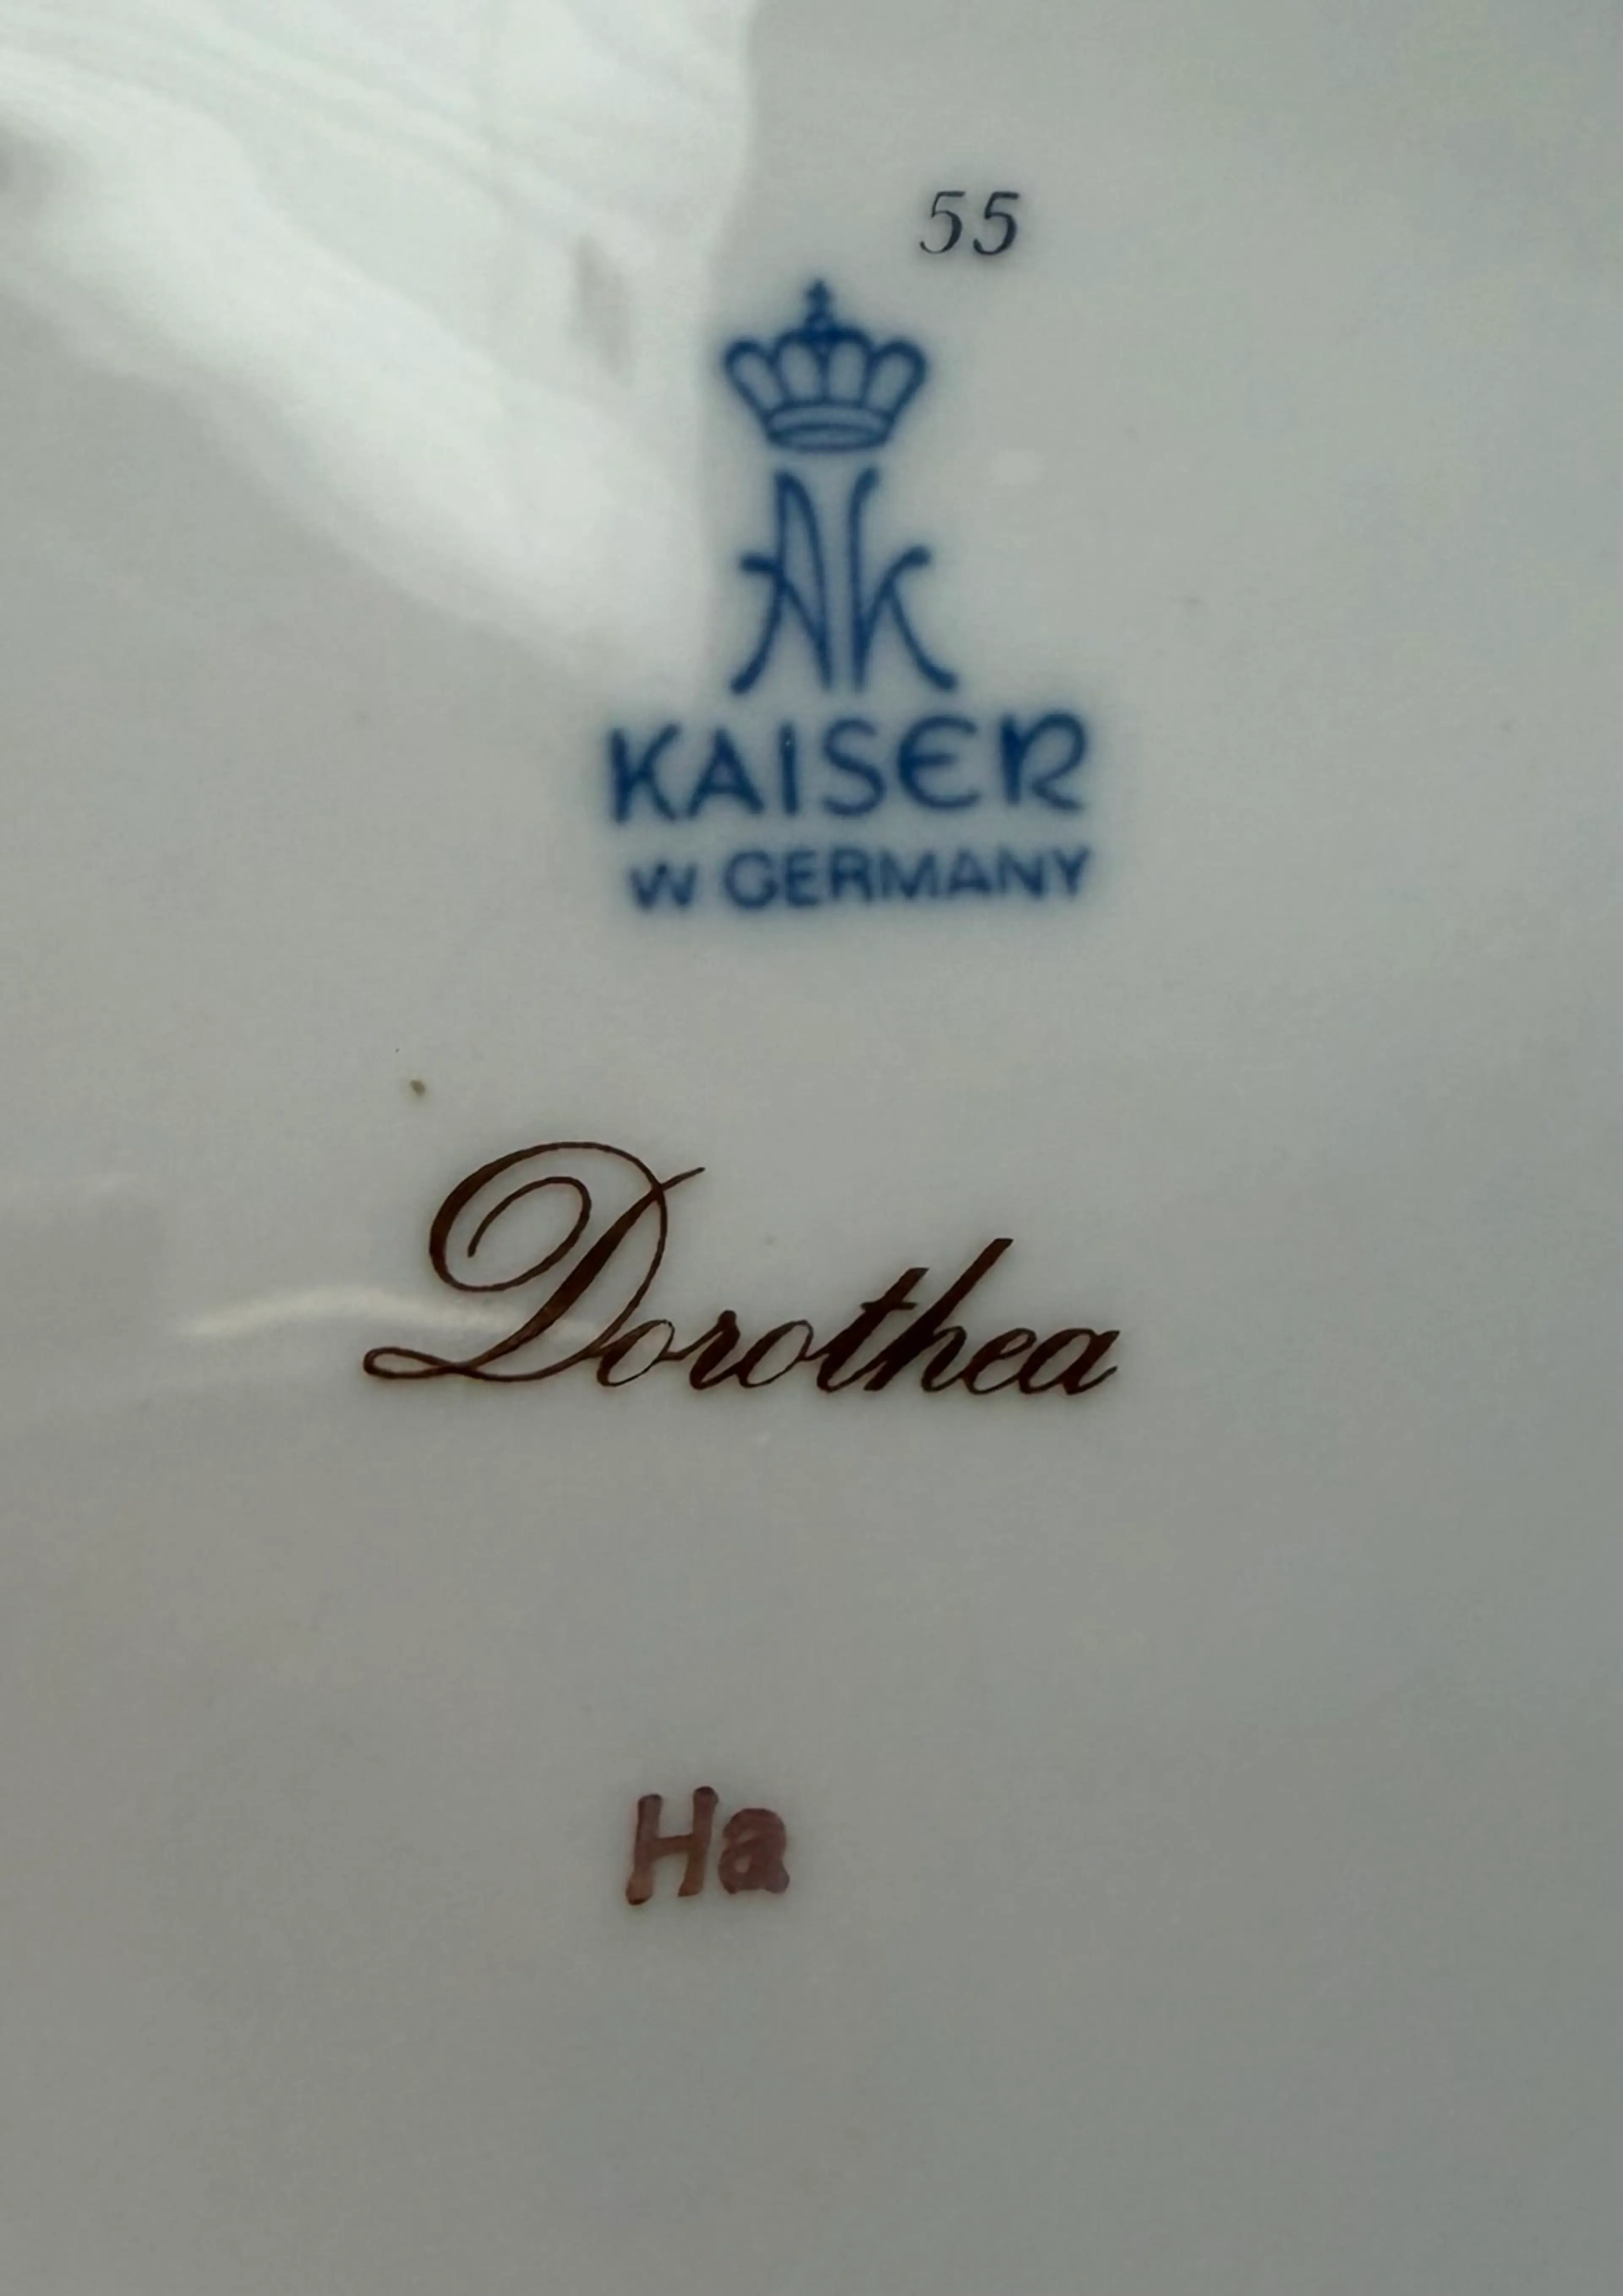 55
AK
KAISER
W GERMANY
Dorothea
Ha